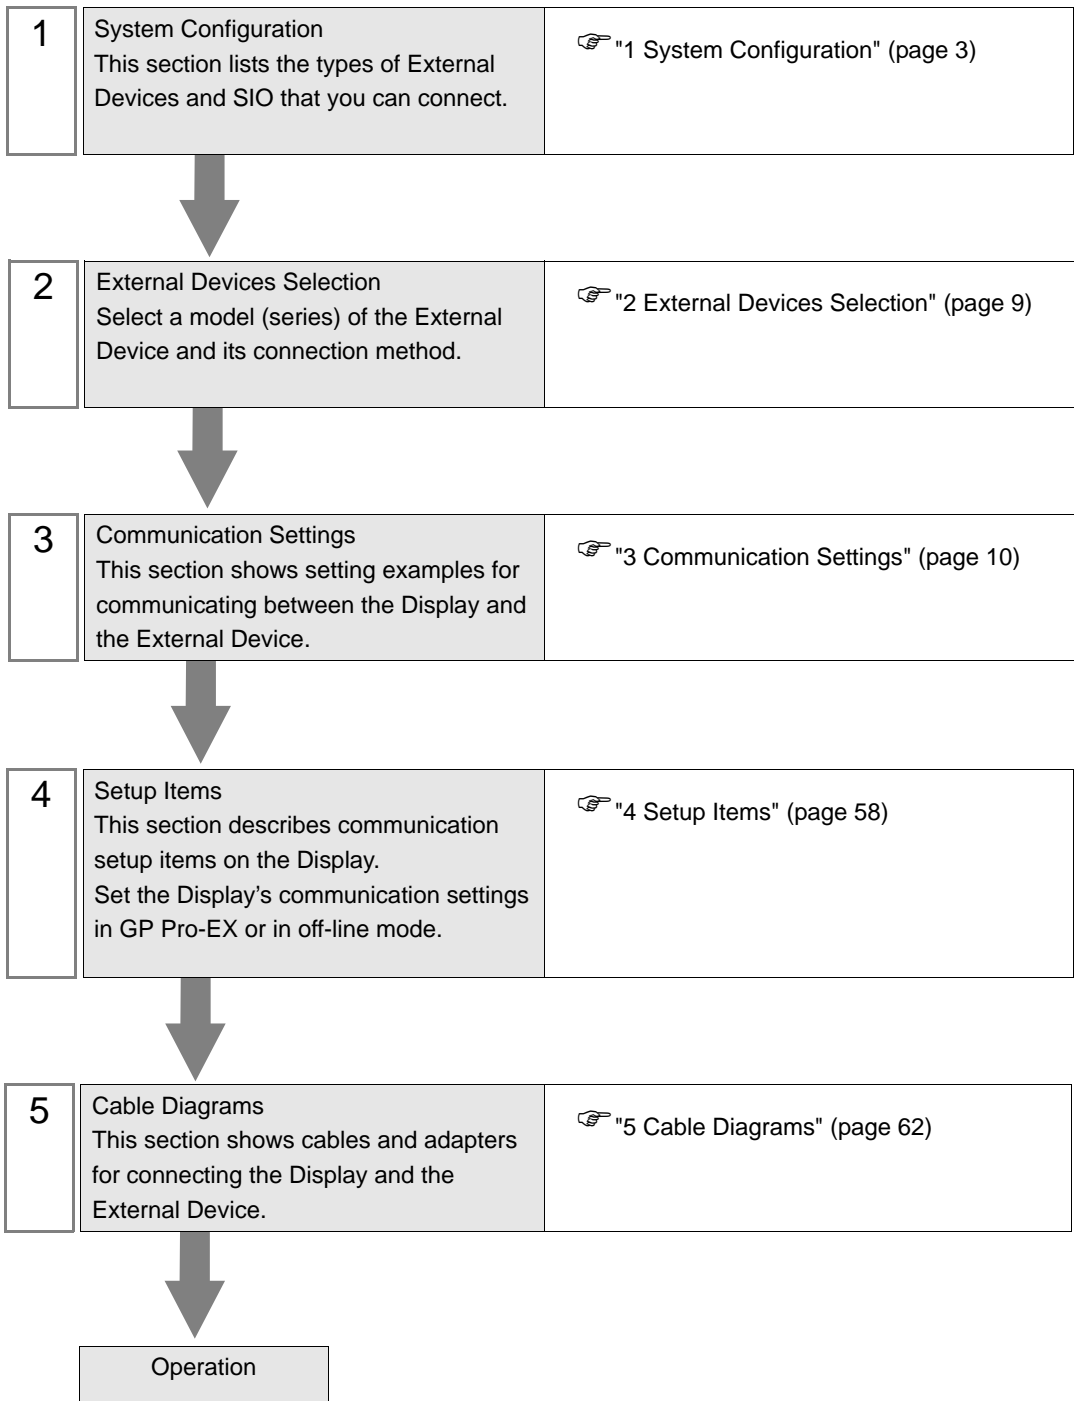 1
System Configuration
This section lists the types of External
Devices and SIO that you can connect.
"1 System Configuration" (page 3)
2
External Devices Selection
Select a model (series) of the External
Device and its connection method.
"2 External Devices Selection" (page 9)
3
Communication Settings
This section shows setting examples for
communicating between the Display and
the External Device.
"3 Communication Settings" (page 10)
4
Setup Items
This section describes communication
setup items on the Display.
Set the Display’s communication settings
in GP Pro-EX or in off-line mode.
"4 Setup Items" (page 58)
5
Cable Diagrams
This section shows cables and adapters
for connecting the Display and the
External Device.
"5 Cable Diagrams" (page 62)
Operation